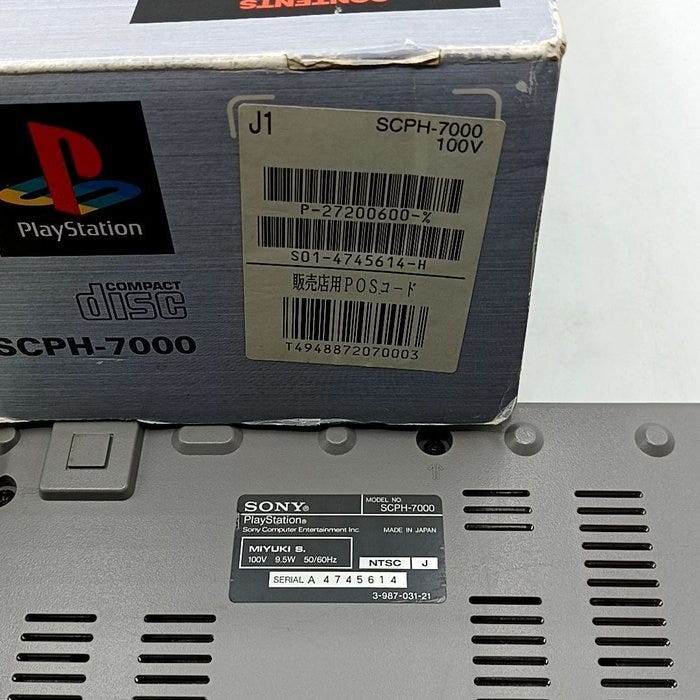 CONTENTS
J1
SCPH-7000
100V
P-27200600-%
S01-4745614-H
販売店用POSコード
T4948872070003
PlayStation
COMPACT
disc
SCPH-7000
SONY®
PlayStation®
Sony Computer Entertainment Inc.
MODEL NO.
SCPH-7000
MADE IN JAPAN
MIYUKI S.
100V 9.5W 50/60Hz
NTSC J
SERIAL A 4745614
3-987-031-21